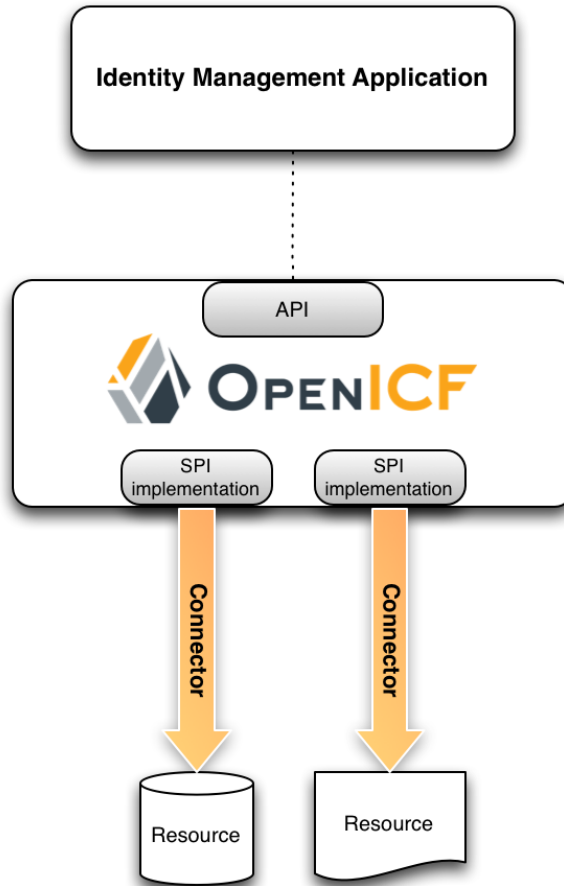 Identity Management Application
API
OPENICF
SPI
implementation
SPI
implementation
Connector
Connector
Resource
Resource